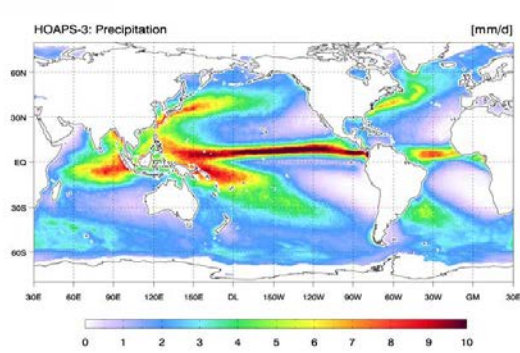 HOAPS-3: Precipitation [mm/d]
60N
30N
EQ
30S
60S
30E 60E 90E 120E 150E DL 150W 120W 90W 60W 30W GM 30E
0 1 2 3 4 5 6 7 8 9 10